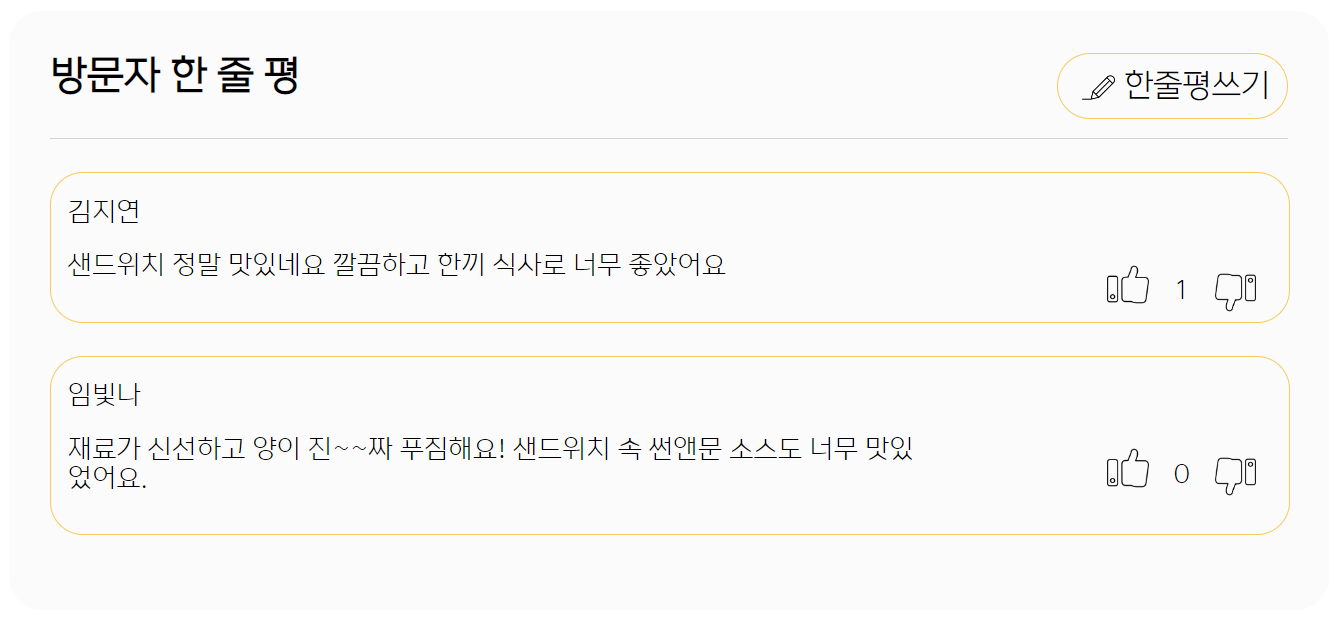 방문자 한 줄 평
한줄평쓰기
김지연
샌드위치 정말 맛있네요 깔끔하고 한끼 식사로 너무 좋았어요
1
임빛나
재료가 신선하고 양이 진~~짜 푸짐해요! 샌드위치 속 썬앤문 소스도 너무 맛있
었어요.
0